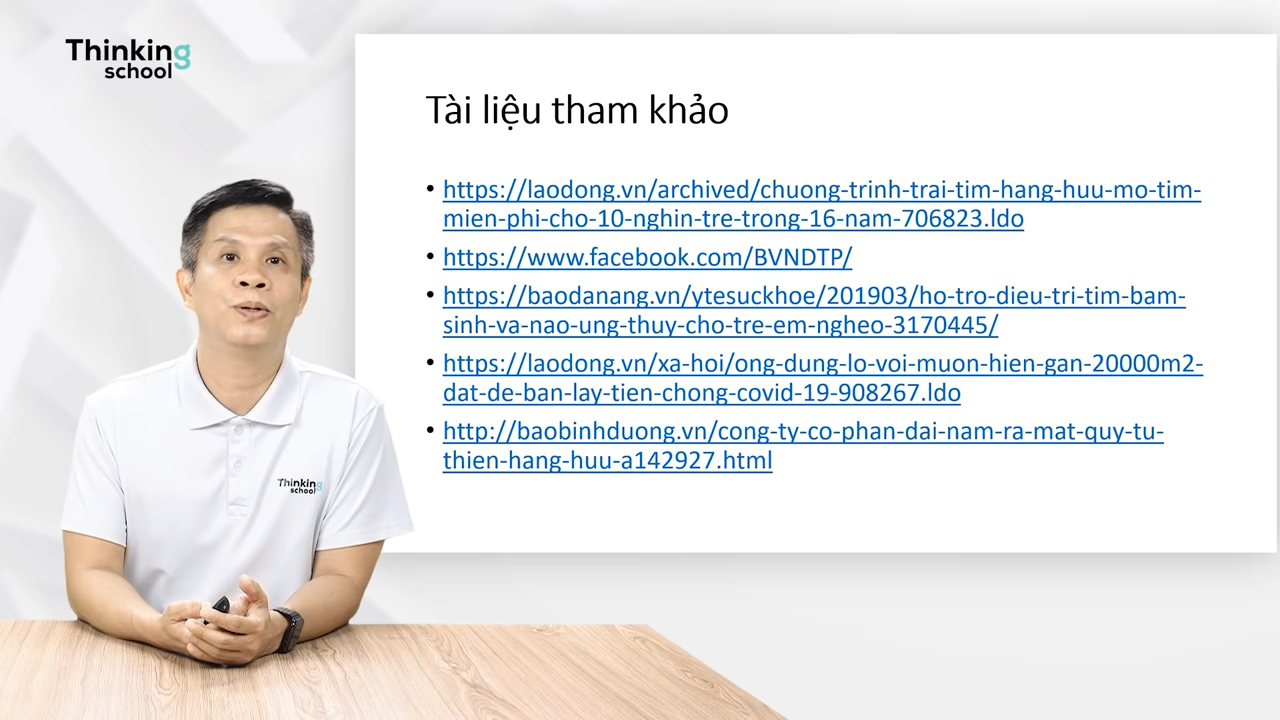 Thinking
school
Tài liệu tham khảo
• https://laodong.vn/archived/chuong-trinh-trai-tim-hang-huu-mo-tim-
mien-phi-cho-10-nghin-tre-trong-16-nam-706823.ldo
• https://www.facebook.com/BVNDTP/
• https://baodanang.vn/ytesuckhoe/201903/ho-tro-dieu-tri-tim-bam-
sinh-va-nao-ung-thuy-cho-tre-em-ngheo-3170445/
• https://laodong.vn/xa-hoi/ong-dung-lo-voi-muon-hien-gan-20000m2-
dat-de-ban-lay-tien-chong-covid-19-908267.ldo
• http://baobinhduong.vn/cong-ty-co-phan-dai-nam-ra-mat-quy-tu-
thien-hang-huu-a142927.html
Thinking
school